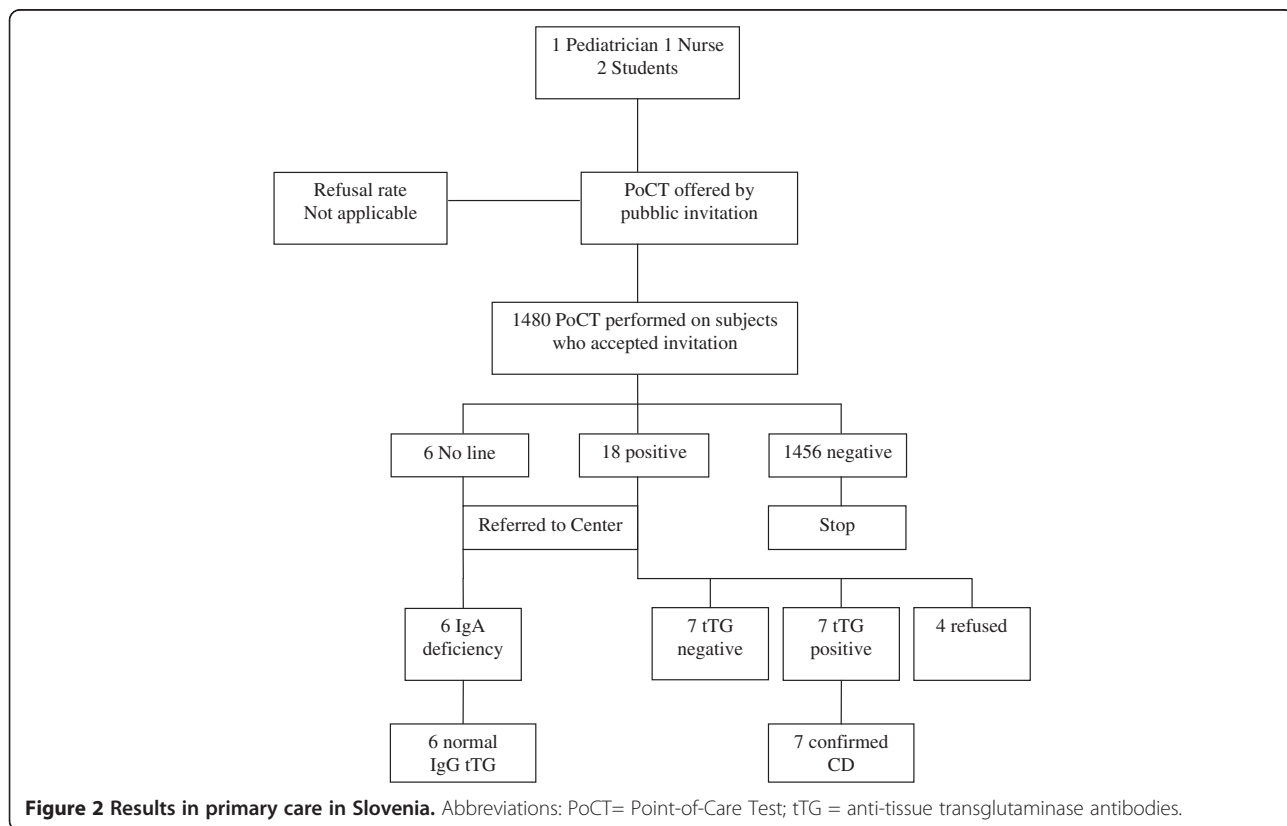 1 Pediatrician 1 Nurse
2 Students
Refusal rate
Not applicable
PoCT offered by
pubblic invitation
1480 PoCT performed on subjects
who accepted invitation
6 No line
18 positive
1456 negative
Referred to Center
Stop
6 IgA
deficiency
7 tTG
negative
7 tTG
positive
4 refused
6 normal
IgG tTG
7 confirmed
CD
Figure 2 Results in primary care in Slovenia. Abbreviations: PoCT= Point-of-Care Test; tTG = anti-tissue transglutaminase antibodies.